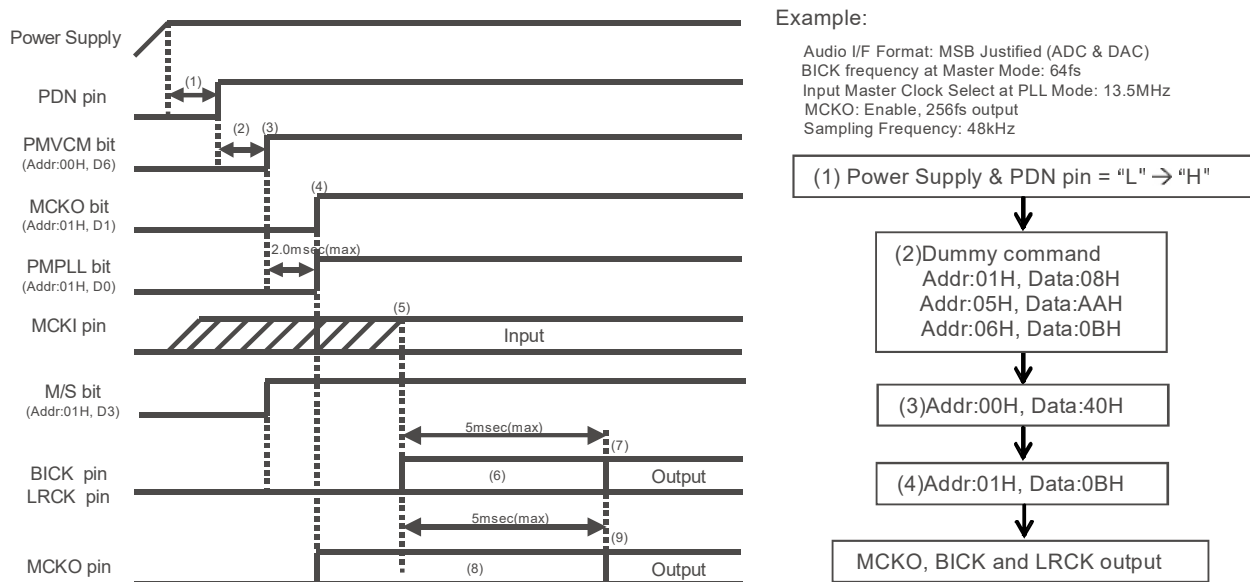 Power Supply
(1)
PDN pin
(2)
(3)
PMVCM bit
(Addr:00H, D6)
(4)
MCKO bit
(Addr:01H, D1)
2.0msec(max)
PMPLL bit
(Addr:01H, D0)
(5)
MCKI pin
Input
M/S bit
(Addr:01H, D3)
5msec(max)
(7)
BICK pin
LRCK pin
(6)
Output
5msec(max)
(9)
MCKO pin
(8)
Output
Example:
Audio I/F Format: MSB Justified (ADC & DAC)
BICK frequency at Master Mode: 64fs
Input Master Clock Select at PLL Mode: 13.5MHz
MCKO: Enable, 256fs output
Sampling Frequency: 48kHz
(1) Power Supply & PDN pin = “L” → “H”
(2)Dummy command
Addr:01H, Data:08H
Addr:05H, Data:AAH
Addr:06H, Data:0BH
(3)Addr:00H, Data:40H
(4)Addr:01H, Data:0BH
MCKO, BICK and LRCK output